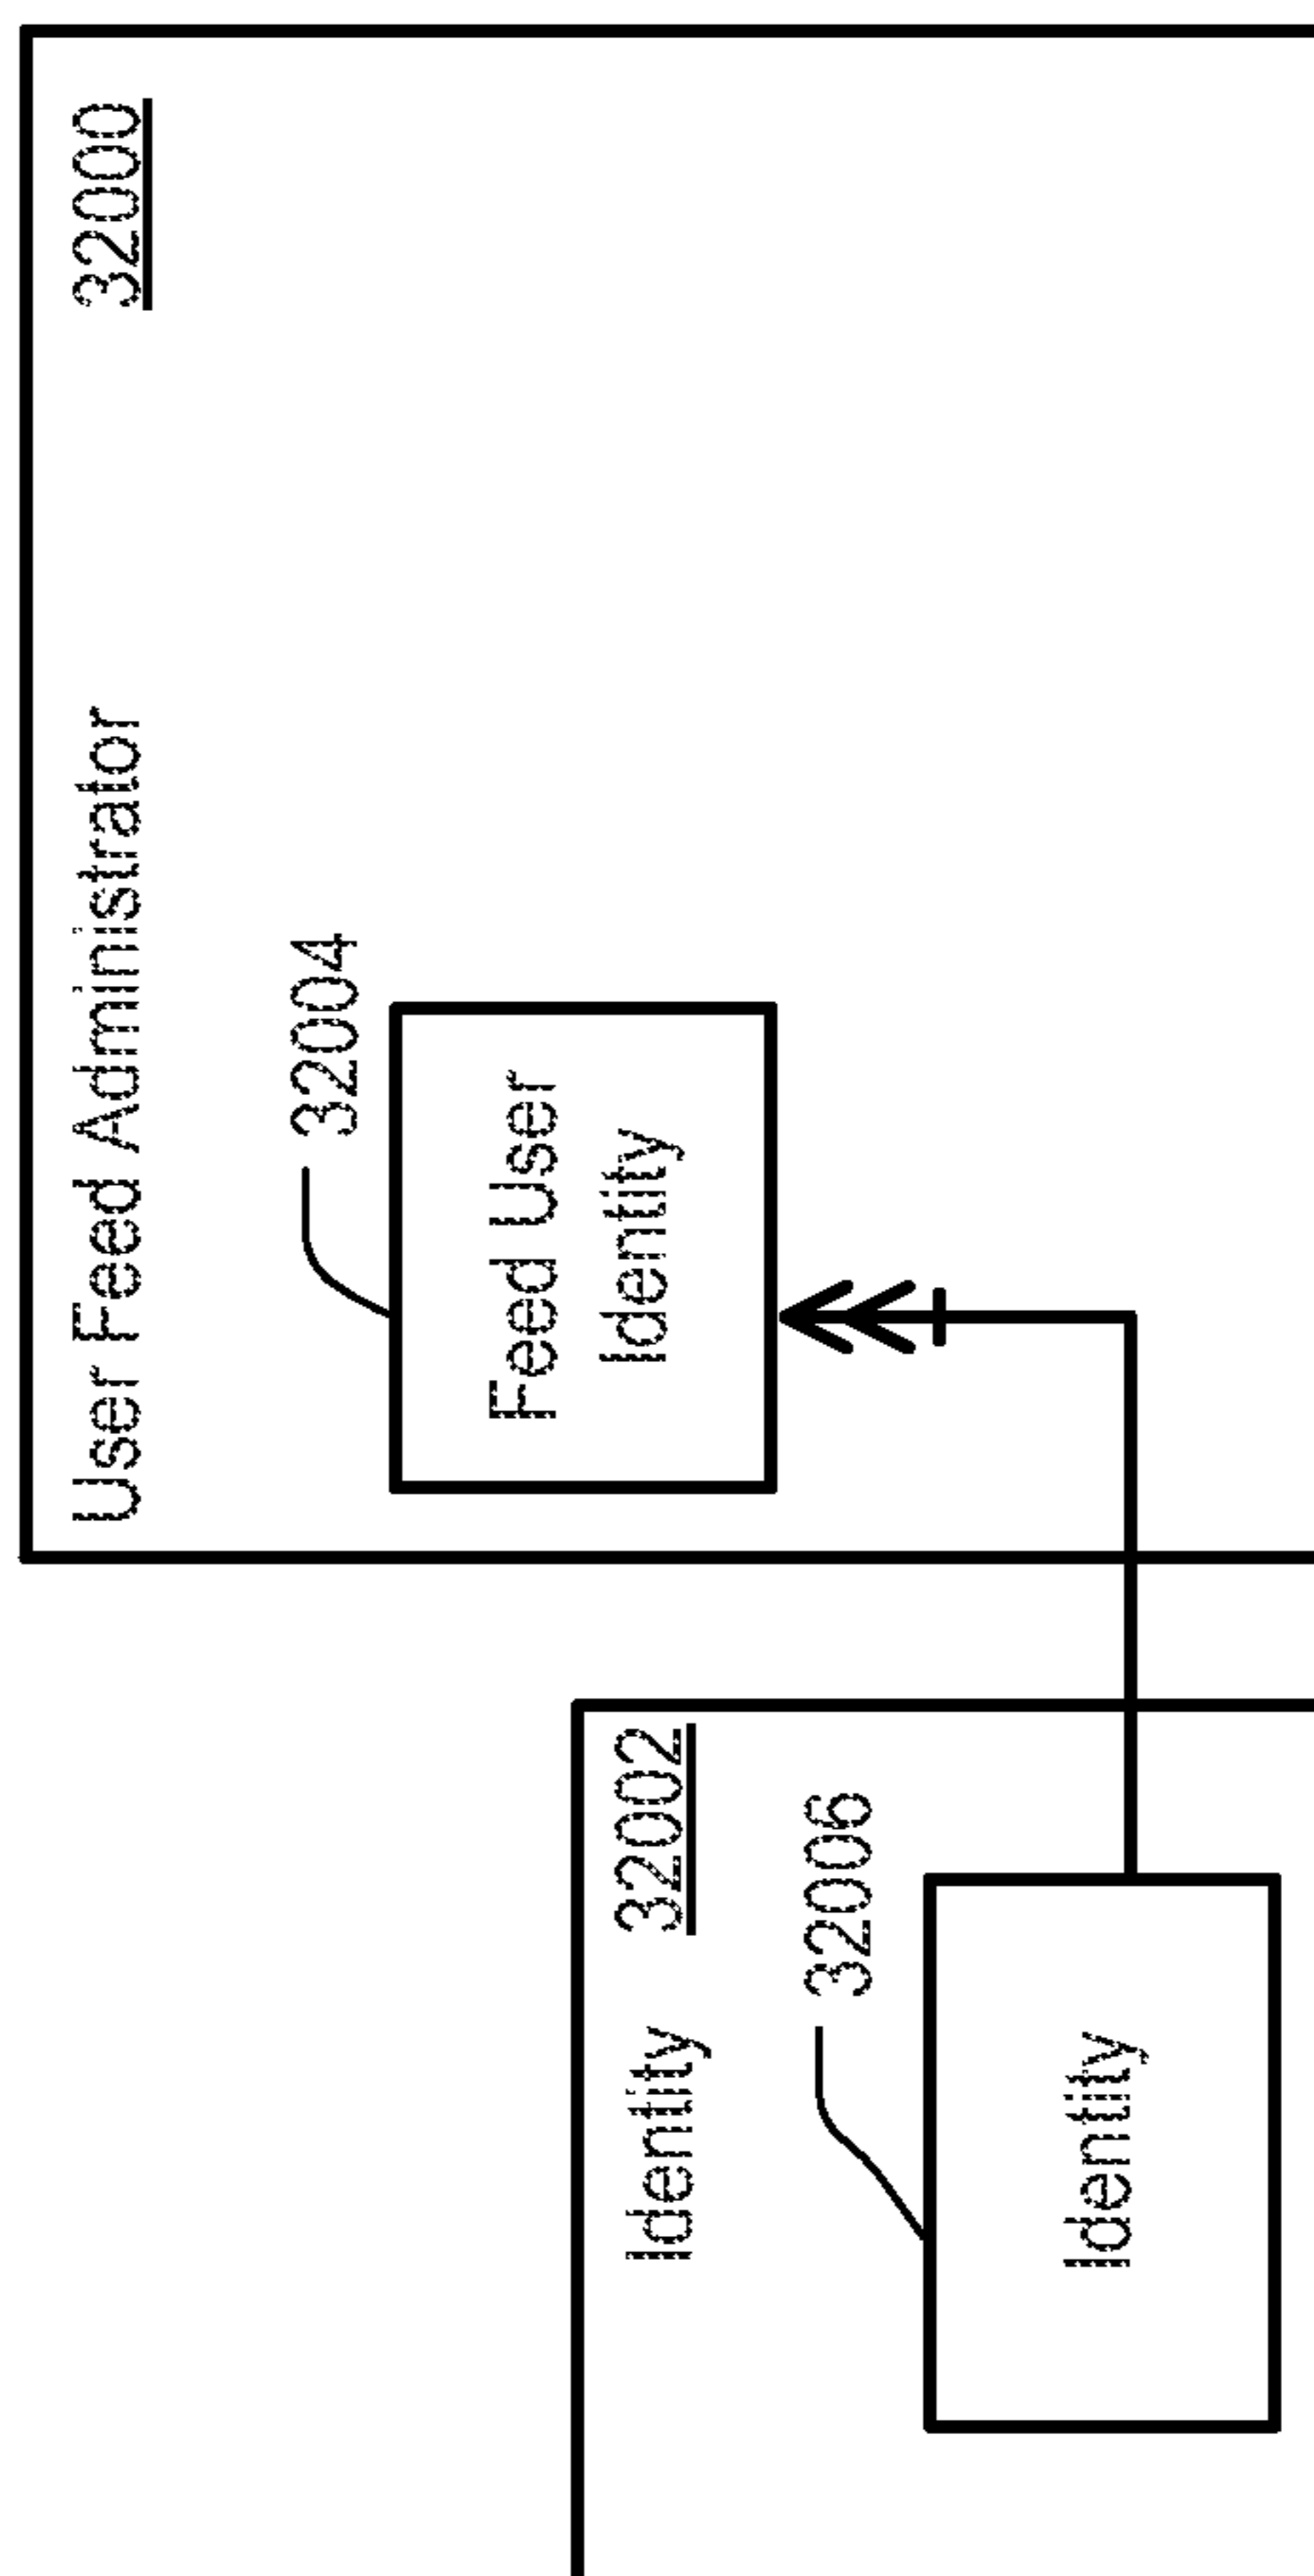 User Feed Administrator 32000
32004
Feed User
Identity
Identity 32002
32006
Identity